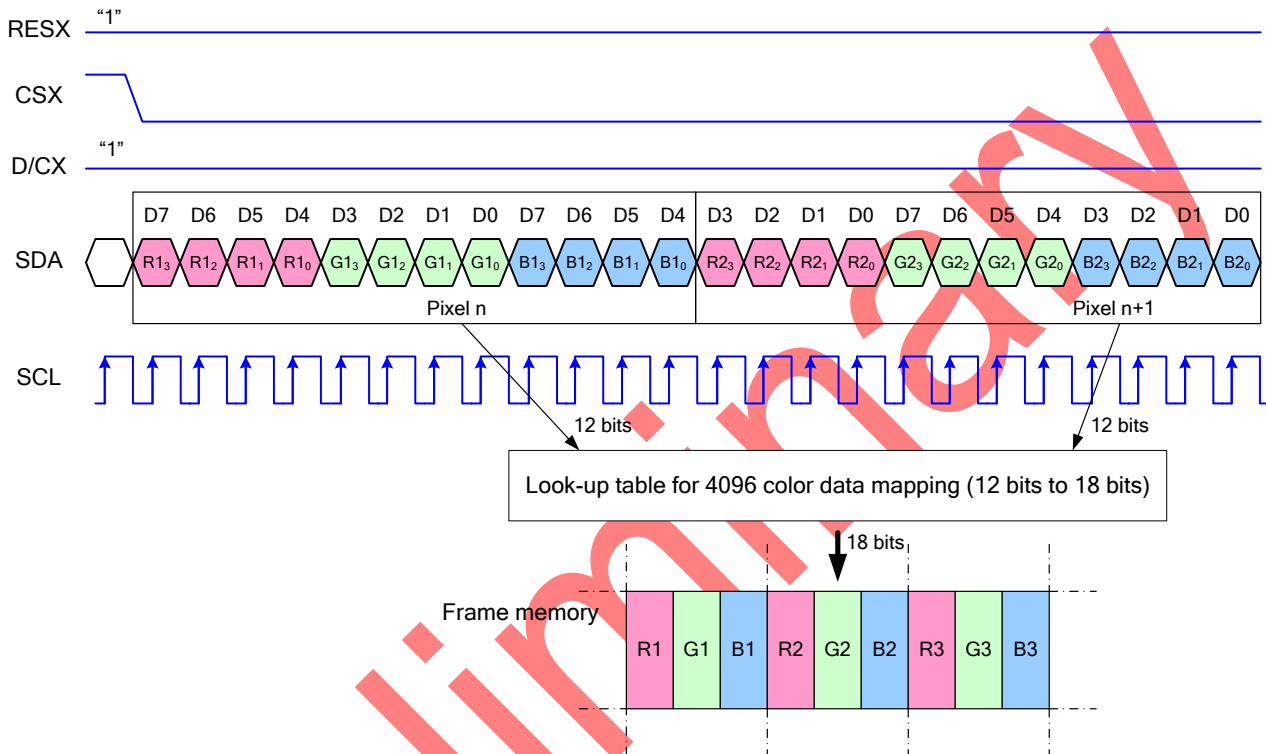 RESX "1"
CSX
D/CX "1"
D7 D6 D5 D4 D3 D2 D1 D0 D7 D6 D5 D4 D3 D2 D1 D0 D7 D6 D5 D4 D3 D2 D1 D0
SDA R1₃ R1₂ R1₁ R1₀ G1₃ G1₂ G1₁ G1₀ B1₃ B1₂ B1₁ B1₀ R2₃ R2₂ R2₁ R2₀ G2₃ G2₂ G2₁ G2₀ B2₃ B2₂ B2₁ B2₀
Pixel n Pixel n+1
SCL
12 bits 12 bits
Look-up table for 4096 color data mapping (12 bits to 18 bits)
18 bits
Frame memory
R1 G1 B1 R2 G2 B2 R3 G3 B3
liminary